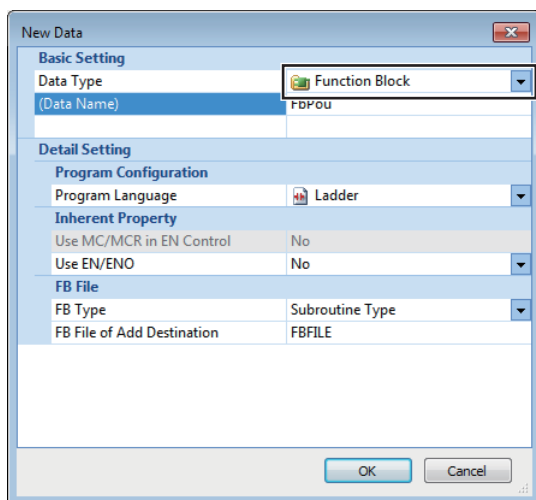 New Data
Basic Setting
Data Type Function Block
(Data Name) FbPou
Detail Setting
Program Configuration
Program Language Ladder
Inherent Property
Use MC/MCR in EN Control No
Use EN/ENO No
FB File
FB Type Subroutine Type
FB File of Add Destination FBFILE
OK Cancel